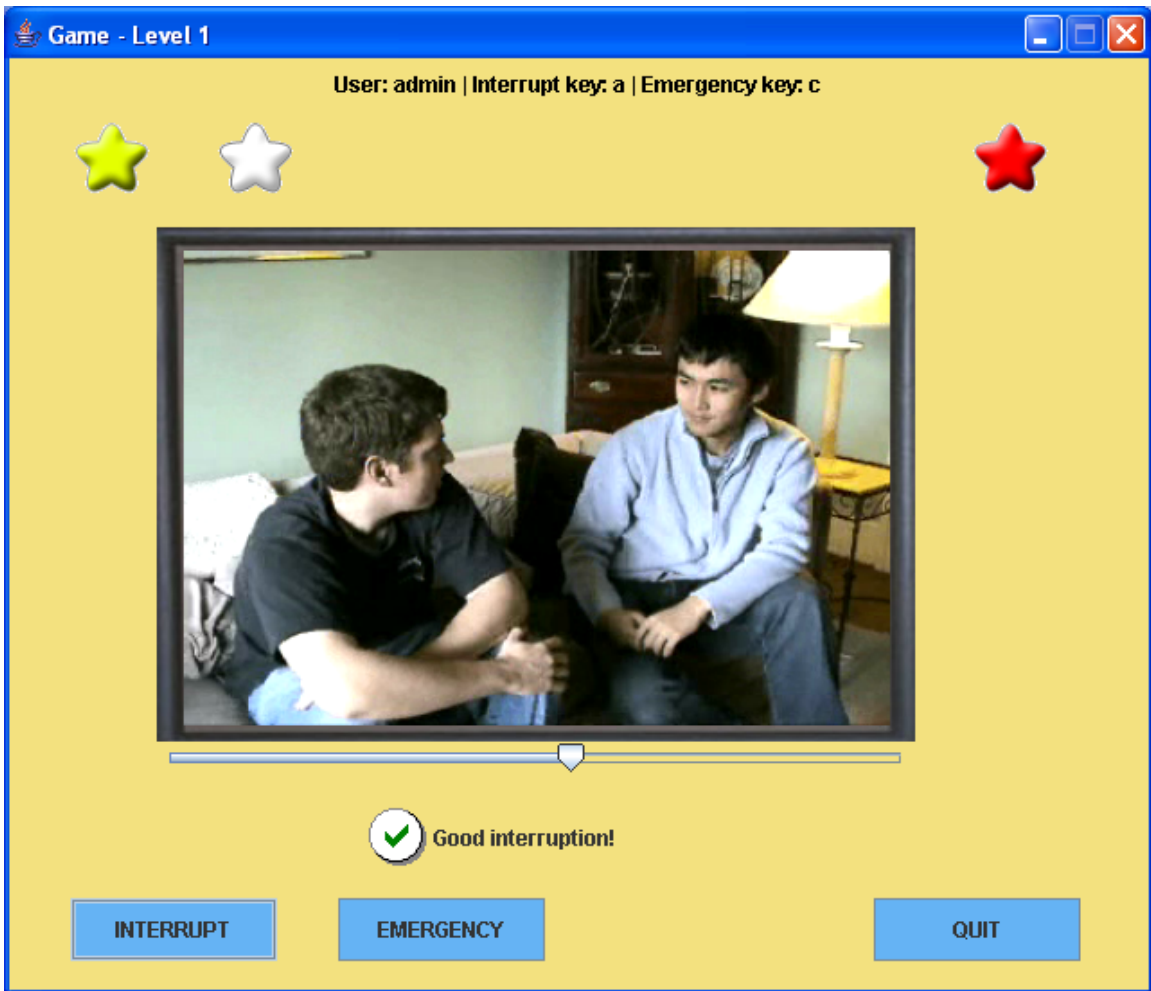 Game - Level 1
User: admin | Interrupt key: a | Emergency key: c
Good interruption!
INTERRUPT
EMERGENCY
QUIT